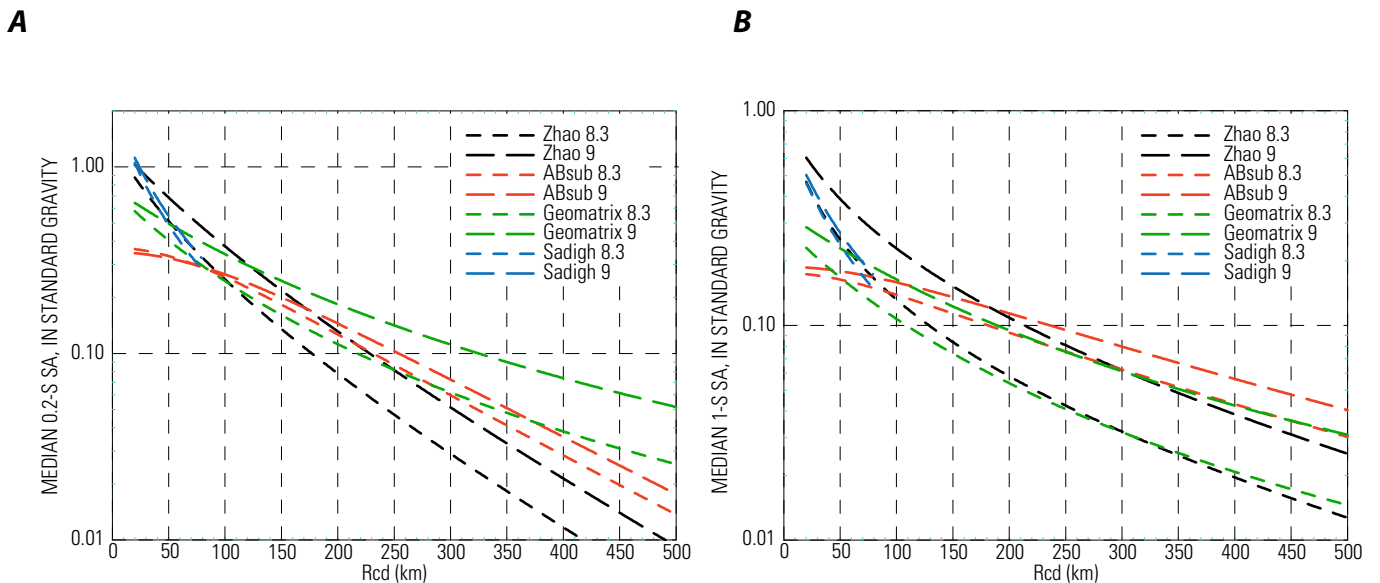 A
MEDIAN 0.2-S SA, IN STANDARD GRAVITY
1.00
0.10
0.01
Zhao 8.3
Zhao 9
ABsub 8.3
ABsub 9
Geomatrix 8.3
Geomatrix 9
Sadigh 8.3
Sadigh 9
0 50 100 150 200 250 300 350 400 450 500
Rcd (km)
B
MEDIAN 1-S SA, IN STANDARD GRAVITY
1.00
0.10
0.01
Zhao 8.3
Zhao 9
ABsub 8.3
ABsub 9
Geomatrix 8.3
Geomatrix 9
Sadigh 8.3
Sadigh 9
0 50 100 150 200 250 300 350 400 450 500
Rcd (km)